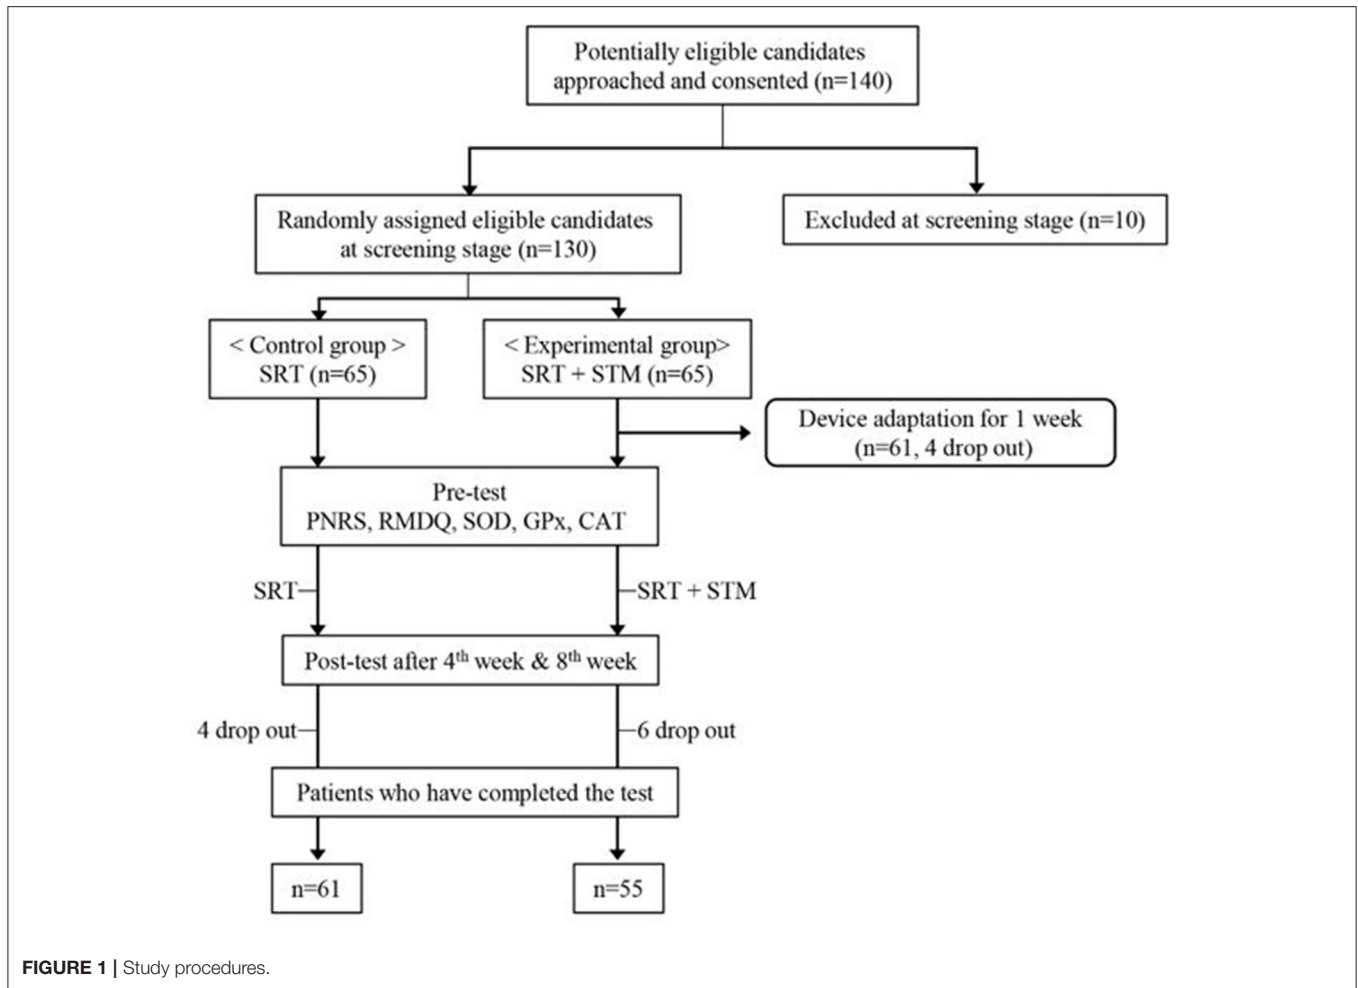 Potentially eligible candidates
approached and consented (n=140)
Randomly assigned eligible candidates
at screening stage (n=130)
Excluded at screening stage (n=10)
< Control group >
SRT (n=65)
< Experimental group>
SRT + STM (n=65)
Device adaptation for 1 week
(n=61, 4 drop out)
Pre-test
PNRS, RMDQ, SOD, GPx, CAT
SRT
SRT + STM
Post-test after 4th week & 8th week
4 drop out
6 drop out
Patients who have completed the test
n=61
n=55
FIGURE 1 | Study procedures.